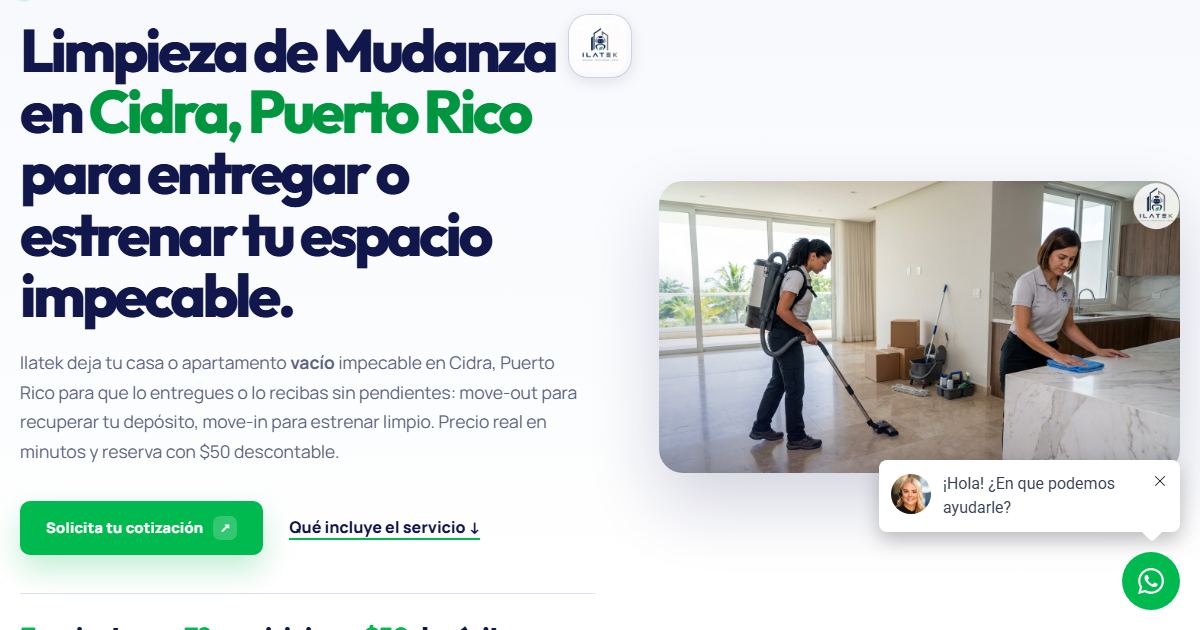 Limpieza de Mudanza
en Cidra, Puerto Rico
para entregar o
estrenar tu espacio
impecable.
ILATEK
ILATEK
Ilatek deja tu casa o apartamento vacío impecable en Cidra, Puerto
Rico para que lo entregues o lo recibas sin pendientes: move-out para
recuperar tu depósito, move-in para estrenar limpio. Precio real en
minutos y reserva con $50 descontable.
Solicita tu cotización ↗
Qué incluye el servicio ↓
¡Hola! ¿En que podemos
ayudarle?